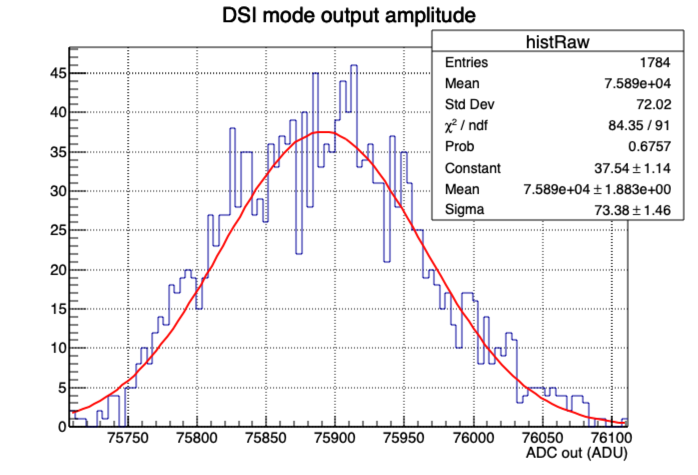 DSI mode output amplitude
histRaw
Entries 1784
Mean 7.589e+04
Std Dev 72.02
χ² / ndf 84.35 / 91
Prob 0.6757
Constant 37.54 ± 1.14
Mean 7.589e+04 ± 1.883e+00
Sigma 73.38 ± 1.46
45
40
35
30
25
20
15
10
5
0
75750 75800 75850 75900 75950 76000 76050 76100
ADC out (ADU)